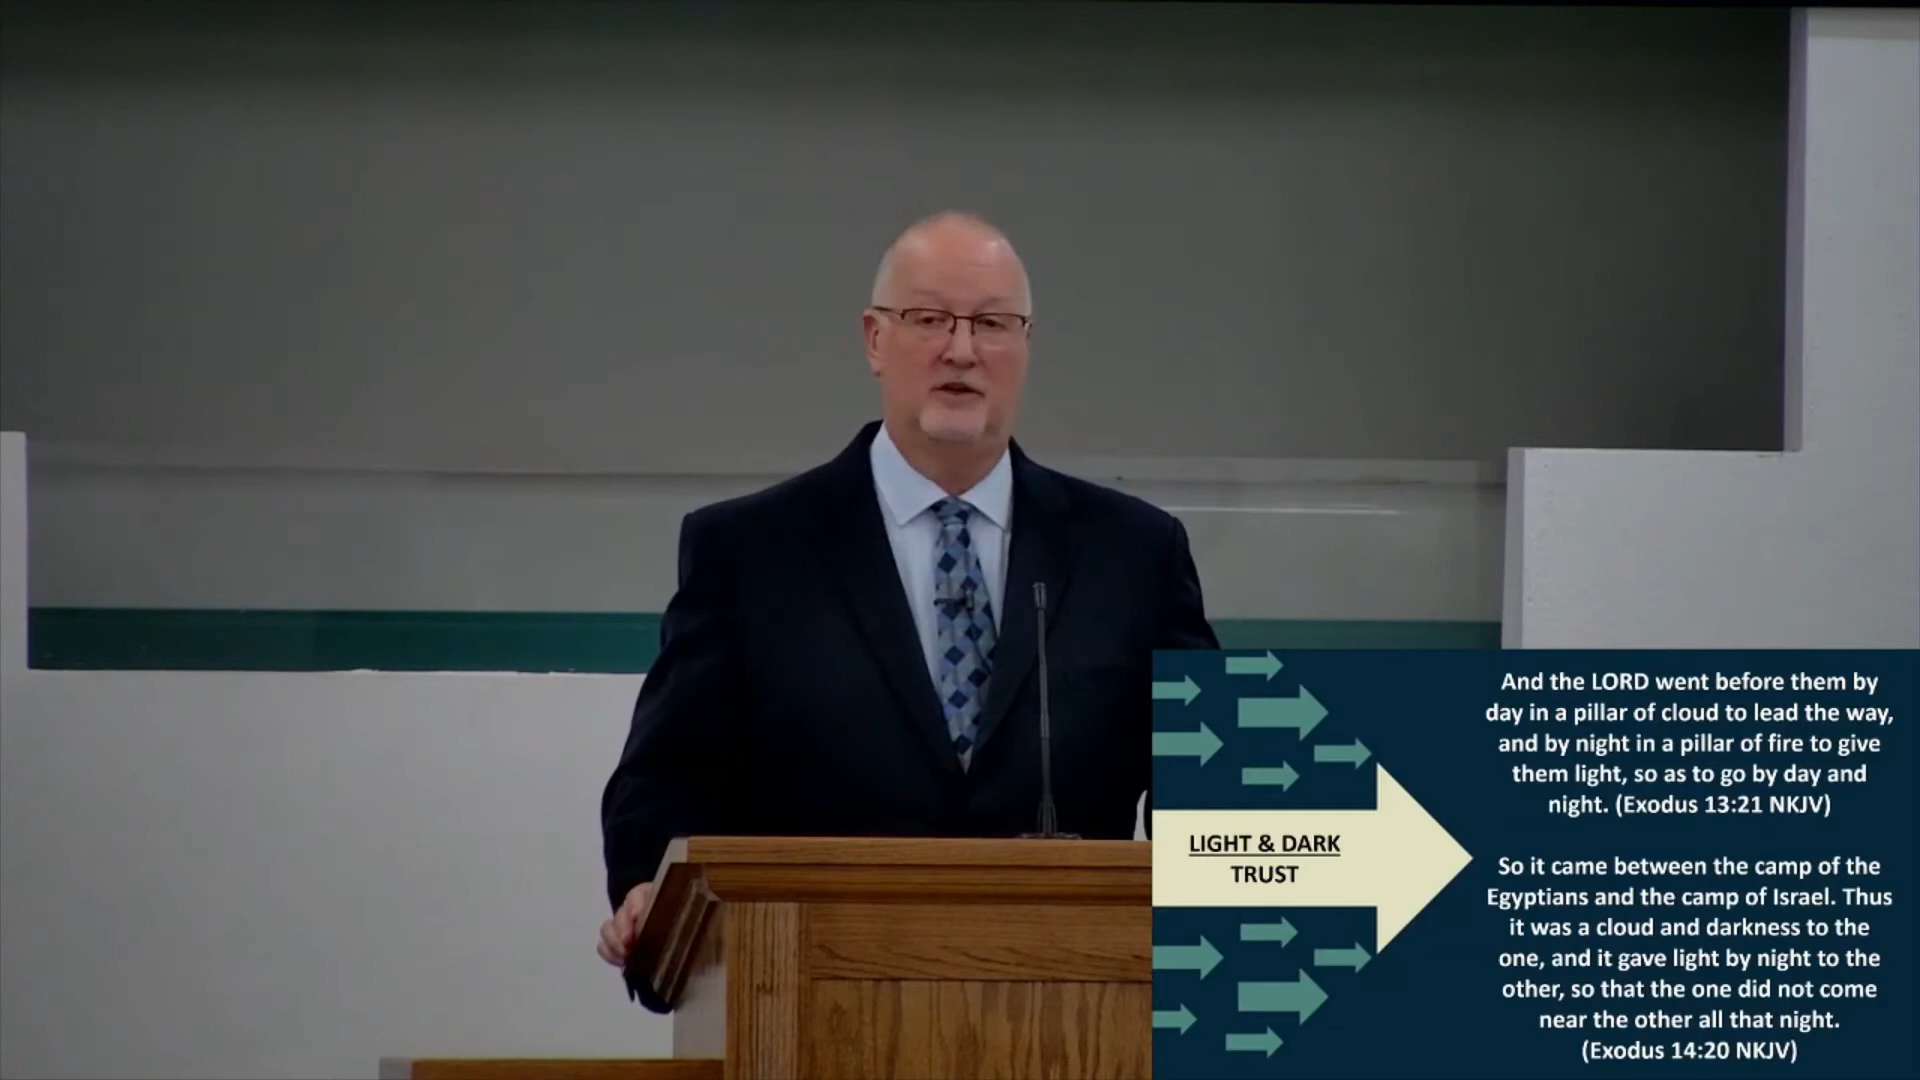 LIGHT & DARK
TRUST
And the LORD went before them by
day in a pillar of cloud to lead the way,
and by night in a pillar of fire to give
them light, so as to go by day and
night. (Exodus 13:21 NKJV)
So it came between the camp of the
Egyptians and the camp of Israel. Thus
it was a cloud and darkness to the
one, and it gave light by night to the
other, so that the one did not come
near the other all that night.
(Exodus 14:20 NKJV)